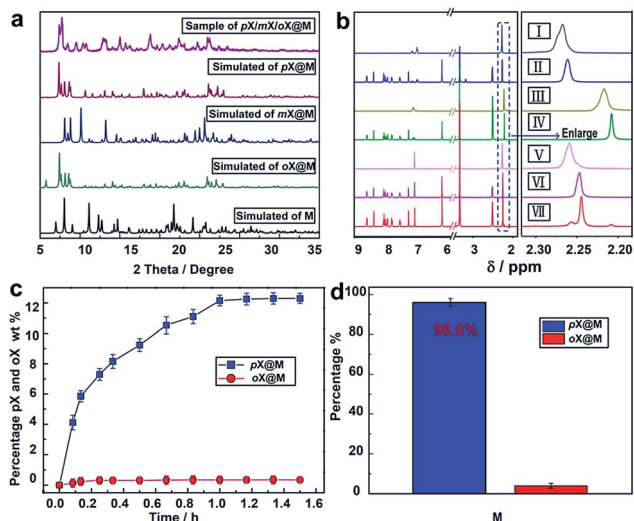 a
Sample of pX/mX/oX@M
Simulated of pX@M
Simulated of mX@M
Simulated of oX@M
Simulated of M
5 10 15 20 25 30 35
2 Theta / Degree
b
I
II
III
IV
Enlarge
V
VI
VII
9 8 7 6 4 2
2.30 2.25 2.20
δ / ppm
c
Percentage pX and oX wt %
12
10
8
6
4
2
0
pX@M
oX@M
0.0 0.2 0.4 0.6 0.8 1.0 1.2 1.4 1.6
Time / h
d
Percentage %
100
80
60
40
20
0
96.0%
pX@M
oX@M
M